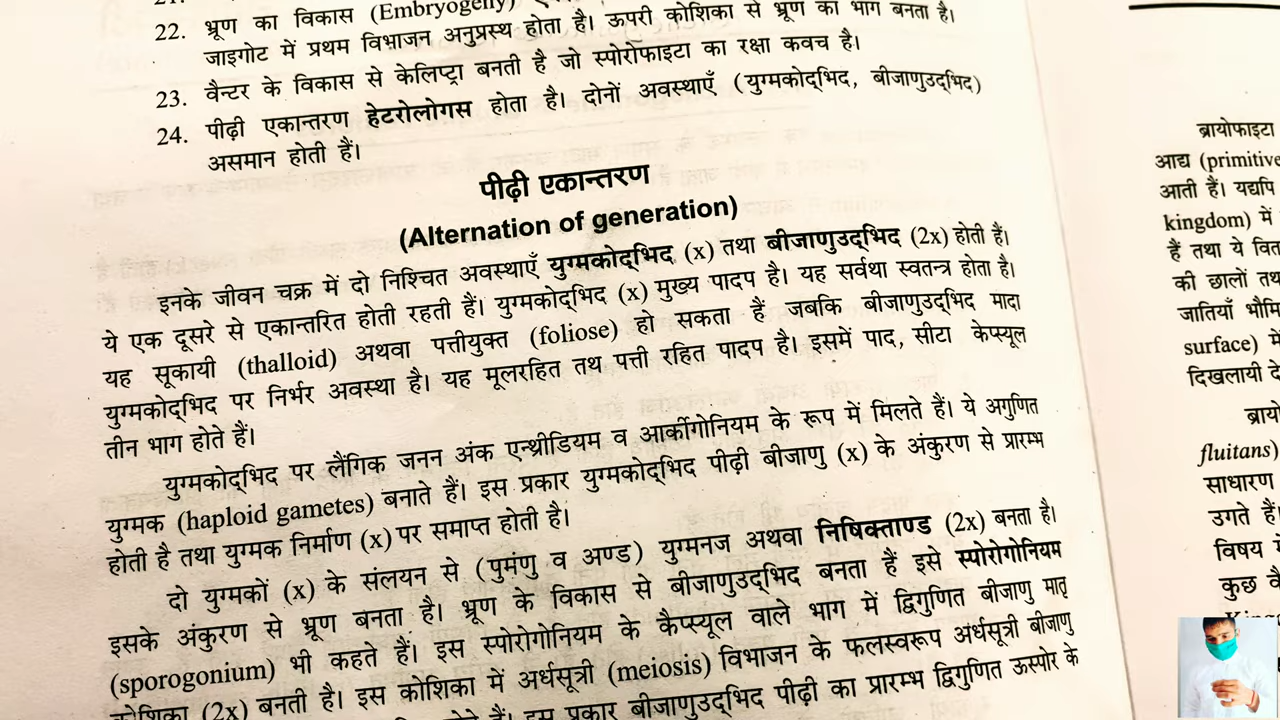 22. भ्रूण का विकास (Embryogeny)
जाइगोट में प्रथम विभाजन अनुप्रस्थ होता है। ऊपरी कोशिका से भ्रूण का भाग बनता है।
23. वैन्टर के विकास से केलिप्ट्रा बनती है जो स्पोरोफाइटा का रक्षा कवच है।
24. पीढ़ी एकान्तरण हेटरोलोगस होता है। दोनों अवस्थाएँ (युग्मकोद्भिद, बीजाणुउद्भिद)
असमान होती हैं।
पीढ़ी एकान्तरण
(Alternation of generation)
इनके जीवन चक्र में दो निश्चित अवस्थाएँ युग्मकोद्भिद (x) तथा बीजाणुउद्भिद (2x) होती हैं।
ये एक दूसरे से एकान्तरित होती रहती हैं। युग्मकोद्भिद (x) मुख्य पादप है। यह सर्वथा स्वतन्त्र होता है।
यह सूकायी (thalloid) अथवा पत्तीयुक्त (foliose) हो सकता है जबकि बीजाणुउद्भिद मादा
युग्मकोद्भिद पर निर्भर अवस्था है। यह मूलरहित तथ पत्ती रहित पादप है। इसमें पाद, सीटा केप्स्यूल
तीन भाग होते हैं।
युग्मकोद्भिद पर लैंगिक जनन अंक एन्थ्रीडियम व आर्कीगोनियम के रूप में मिलते हैं। ये अगुणित
युग्मक (haploid gametes) बनाते हैं। इस प्रकार युग्मकोद्भिद पीढ़ी बीजाणु (x) के अंकुरण से प्रारम्भ
होती है तथा युग्मक निर्माण (x) पर समाप्त होती है।
दो युग्मकों (x) के संलयन से (पुमंणु व अण्ड) युग्मनज अथवा निषिक्ताण्ड (2x) बनता है।
इसके अंकुरण से भ्रूण बनता है। भ्रूण के विकास से बीजाणुउद्भिद बनता हैं इसे स्पोरोगोनियम
(sporogonium) भी कहते हैं। इस स्पोरोगोनियम के कैप्स्यूल वाले भाग में द्विगुणित बीजाणु मातृ
कोशिका (2x) बनती है। इस कोशिका में अर्धसूत्री (meiosis) विभाजन के फलस्वरूप अर्धसूत्री बीजाणु
इस प्रकार बीजाणुउद्भिद पीढ़ी का प्रारम्भ द्विगुणित ऊस्पोर के
ब्रायोफाइटा
आद्य (primitive
आती हैं। यद्यपि
kingdom) में
हैं तथा ये वित
की छालों तथ
जातियाँ भौमि
surface) में
दिखलायी दे
ब्रायो
fluitans)
साधारण
उगते हैं।
विषय में
कुछ वै